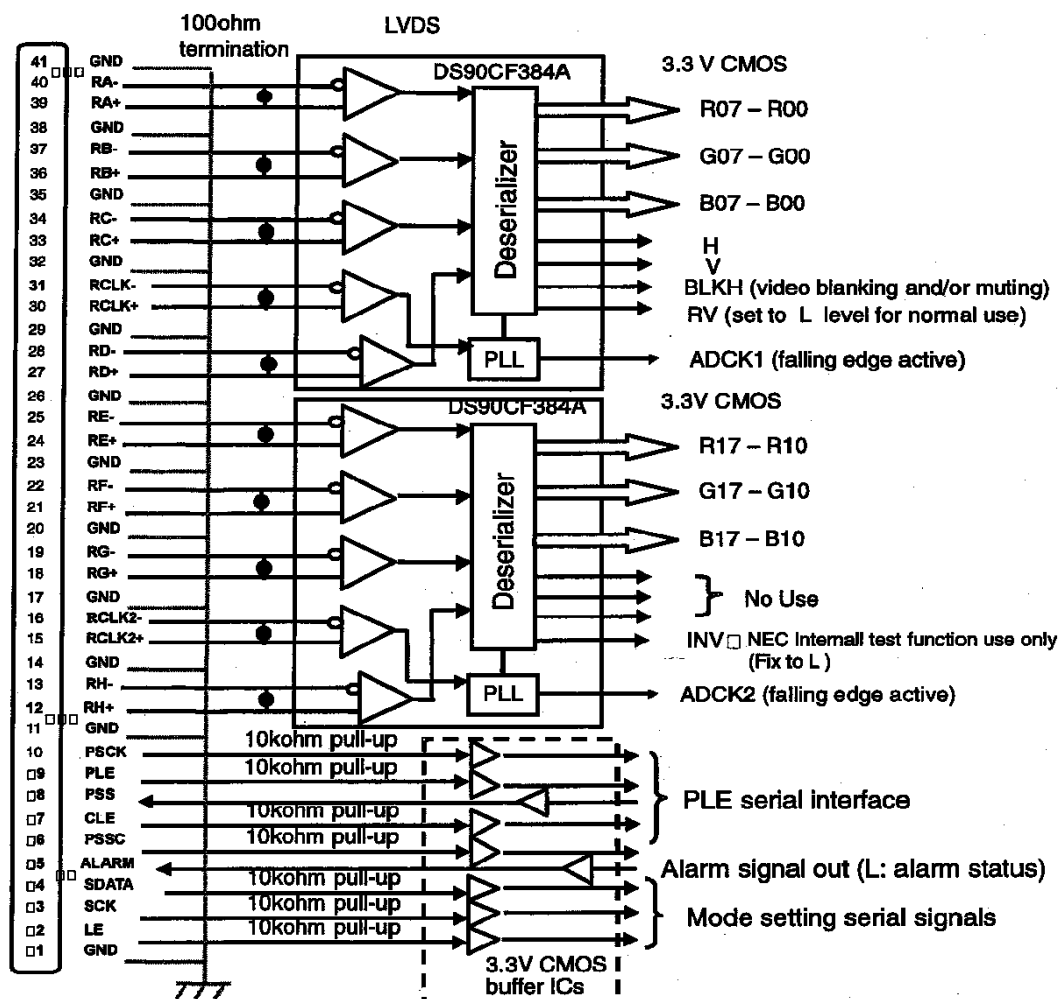 100ohm
termination
LVDS
41 GND
40 RA-
39 RA+
38 GND
37 RB-
36 RB+
35 GND
34 RC-
33 RC+
32 GND
31 RCLK-
30 RCLK+
29 GND
28 RD-
27 RD+
26 GND
25 RE-
24 RE+
23 GND
22 RF-
21 RF+
20 GND
19 RG-
18 RG+
17 GND
16 RCLK2-
15 RCLK2+
14 GND
13 RH-
12 RH+
11 GND
10 PSCK
□9 PLE
□8 PSS
□7 CLE
□6 PSSC
□5 ALARM
□4 SDATA
□3 SCK
□2 LE
□1 GND
DS90CF384A
Deserializer
PLL
3.3 V CMOS
R07 – R00
G07 – G00
B07 – B00
H
V
BLKH (video blanking and/or muting)
RV (set to L level for normal use)
ADCK1 (falling edge active)
DS90CF384A
Deserializer
PLL
3.3V CMOS
R17 – R10
G17 – G10
B17 – B10
No Use
INV□ NEC Internall test function use only
(Fix to L )
ADCK2 (falling edge active)
10kohm pull-up
10kohm pull-up
10kohm pull-up
10kohm pull-up
10kohm pull-up
10kohm pull-up
10kohm pull-up
PLE serial interface
Alarm signal out (L: alarm status)
Mode setting serial signals
3.3V CMOS
buffer ICs